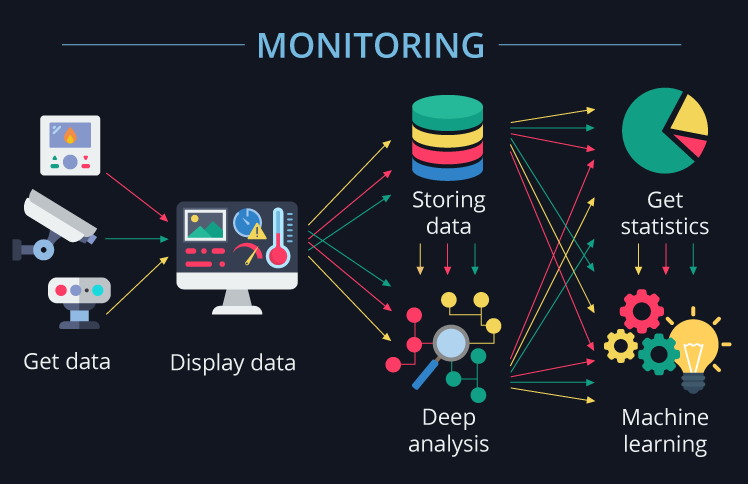 MONITORING
Get data
Display data
Storing
data
Get
statistics
Deep
analysis
Machine
learning